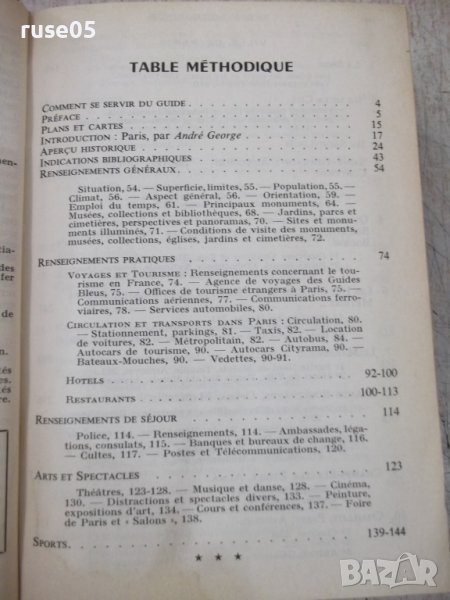 ruse05
TABLE MÉTHODIQUE
COMMENT SE SERVIR DU GUIDE . . . . . . . . . . . . . 4
PRÉFACE . . . . . . . . . . . . . 5
PLANS ET CARTES . . . . . . . . . . . . . 15
INTRODUCTION : Paris, par André George . . . . . . . . . . 17
APERÇU HISTORIQUE . . . . . . . . . . . . . 24
INDICATIONS BIBLIOGRAPHIQUES . . . . . . . . . . . . . 43
RENSEIGNEMENTS GÉNÉRAUX . . . . . . . . . . . . . 54
Situation, 54. — Superficie, limites, 55. — Population, 55. —
Climat, 56. — Aspect général, 56. — Orientation, 59. —
Emploi du temps, 61. — Principaux monuments, 64. —
Musées, collections et bibliothèques, 68. — Jardins, parcs et
cimetières, perspectives et panoramas, 70. — Sites et monu-
ments illuminés, 71. — Conditions de visite des monuments,
musées, collections, églises, jardins et cimetières, 72.
RENSEIGNEMENTS PRATIQUES . . . . . . . . . . . . . 74
VOYAGES ET TOURISME : Renseignements concernant le tou-
risme en France, 74. — Agence de voyages des Guides
Bleus, 75. — Offices de tourisme etrangers à Paris, 75. —
Communications aériennes, 77. — Communications ferro-
viaires, 78. — Services automobiles, 80.
CIRCULATION ET TRANSPORTS DANS PARIS : Circulation, 80.
— Stationnement, parkings, 81. — Taxis, 82. — Location
de voitures, 82. — Métropolitain, 82. — Autobus, 84. —
Autocars de tourisme, 90. — Autocars Cityrama, 90. —
Bateaux-Mouches, 90. — Vedettes, 90-91.
HOTELS . . . . . . . . . . . . . 92-100
RESTAURANTS . . . . . . . . . . . . . 100-113
RENSEIGNEMENTS DE SÉJOUR . . . . . . . . . . . . . 114
Police, 114. — Renseignements, 114. — Ambassades, léga-
tions, consulats, 115. — Banques et bureaux de change, 116.
— Cultes, 117. — Postes et Télécommunications, 120.
ARTS ET SPECTACLES . . . . . . . . . . . . . 123
Théâtres, 123-128. — Musique et danse, 128. — Cinéma,
130. — Distractions et spectacles divers, 133. — Peinture,
expositions d'art, 134. — Cours et conférences, 137. — Foire
de Paris et « Salons », 138.
SPORTS. . . . . . . . . . . . . . 139-144
★ ★ ★
BAZAR.bg